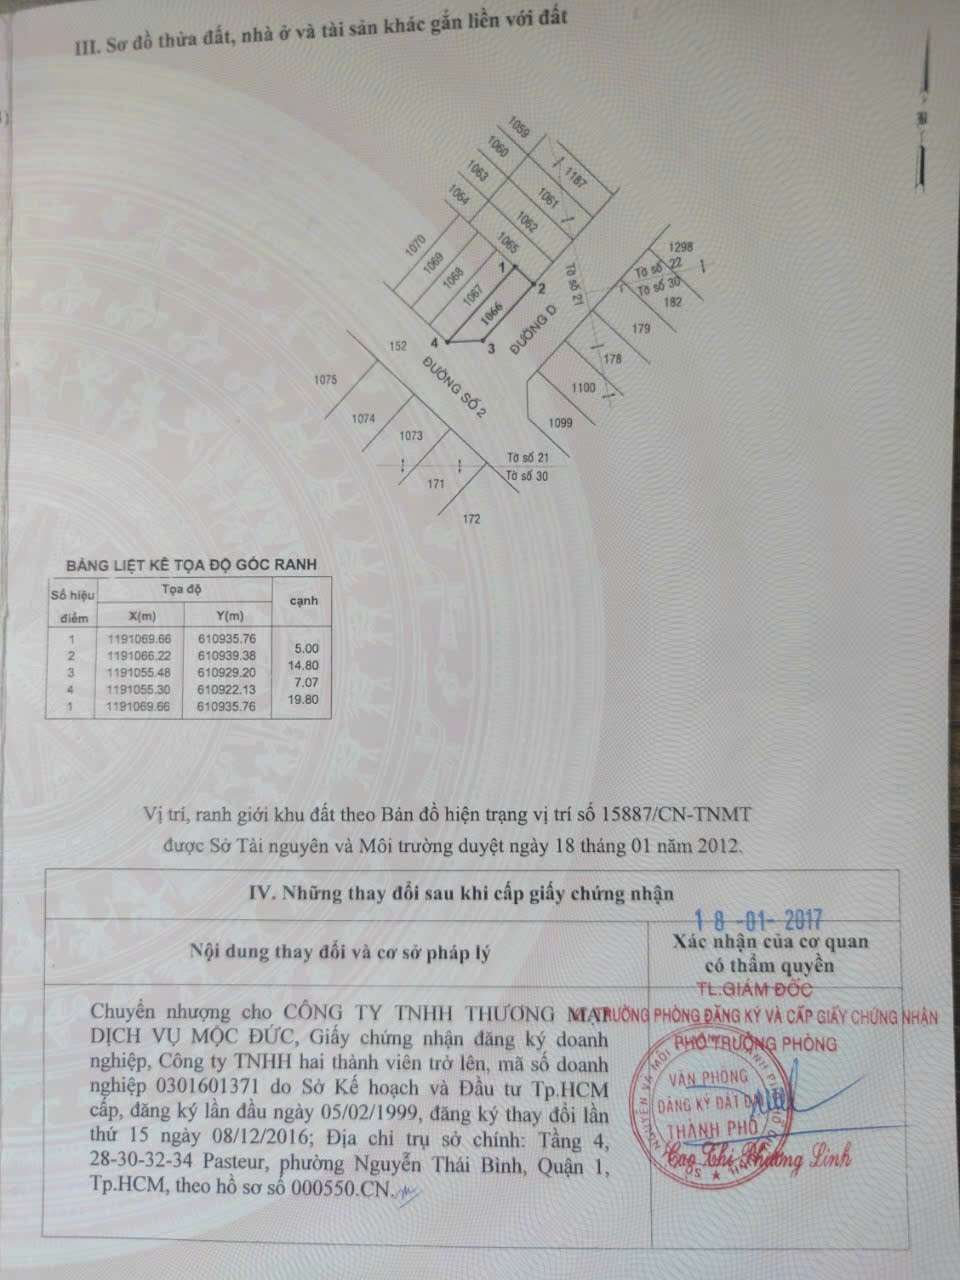 III. Sơ đồ thửa đất, nhà ở và tài sản khác gắn liền với đất
1059
1060
1063
1064
1187
1061
1062
1065
1070
1069
1068
1067
1066
1
2
3
4
152
ĐƯỜNG D
ĐƯỜNG SỐ 2
Tờ số 21
1298
Tờ số 22
Tờ số 30
182
179
178
1100
1099
1075
1074
1073
171
172
Tờ số 21
Tờ số 30
BẢNG LIỆT KÊ TỌA ĐỘ GÓC RANH
Số hiệu điểm Tọa độ cạnh
X(m) Y(m)
1 1191069.66 610935.76
5.00
2 1191066.22 610939.38
14.80
3 1191055.48 610929.20
7.07
4 1191055.30 610922.13
19.80
1 1191069.66 610935.76
Vị trí, ranh giới khu đất theo Bản đồ hiện trạng vị trí số 15887/CN-TNMT
được Sở Tài nguyên và Môi trường duyệt ngày 18 tháng 01 năm 2012.
IV. Những thay đổi sau khi cấp giấy chứng nhận
Nội dung thay đổi và cơ sở pháp lý
18-01-2017
Xác nhận của cơ quan
có thẩm quyền
Chuyển nhượng cho CÔNG TY TNHH THƯƠNG MẠI
DỊCH VỤ MỘC ĐỨC, Giấy chứng nhận đăng ký doanh
nghiệp, Công ty TNHH hai thành viên trở lên, mã số doanh
nghiệp 0301601371 do Sở Kế hoạch và Đầu tư Tp.HCM
cấp, đăng ký lần đầu ngày 05/02/1999, đăng ký thay đổi lần
thứ 15 ngày 08/12/2016; Địa chỉ trụ sở chính: Tầng 4,
28-30-32-34 Pasteur, phường Nguyễn Thái Bình, Quận 1,
Tp.HCM, theo hồ sơ số 000550.CN.
TL.GIÁM ĐỐC
TRƯỞNG PHÒNG ĐĂNG KÝ VÀ CẤP GIẤY CHỨNG NHẬN
PHÓ TRƯỞNG PHÒNG
VĂN PHÒNG
ĐĂNG KÝ ĐẤT ĐAI
THÀNH PHỐ
Cao Thị Phương Linh